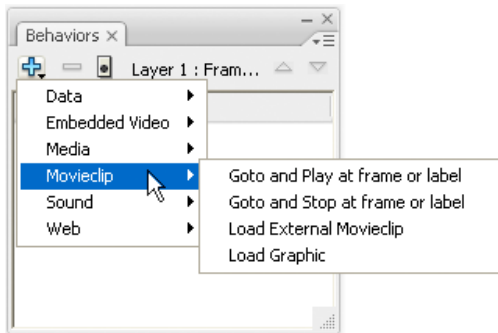 Behaviors
Layer 1 : Fram...
Data
Embedded Video
Media
Movieclip
Sound
Web
Goto and Play at frame or label
Goto and Stop at frame or label
Load External Movieclip
Load Graphic